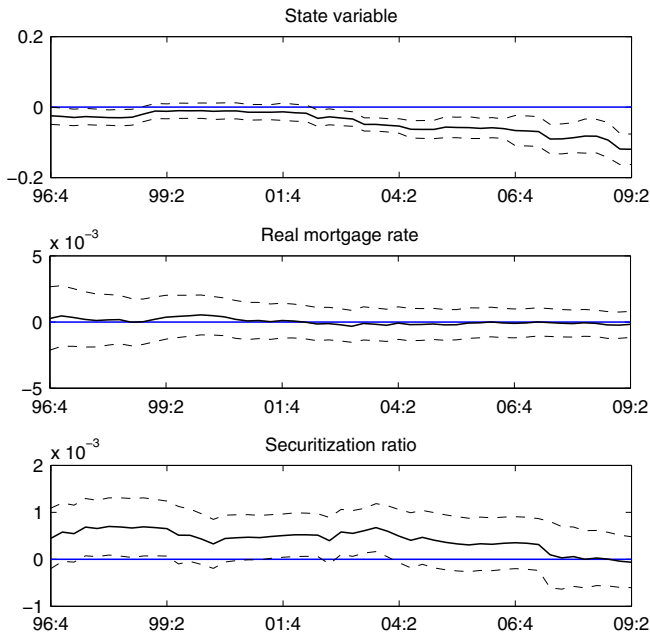 State variable
0.2
0
−0.2
96:4 99:2 01:4 04:2 06:4 09:2
Real mortgage rate
x 10⁻³
5
0
−5
96:4 99:2 01:4 04:2 06:4 09:2
Securitization ratio
x 10⁻³
2
1
0
−1
96:4 99:2 01:4 04:2 06:4 09:2